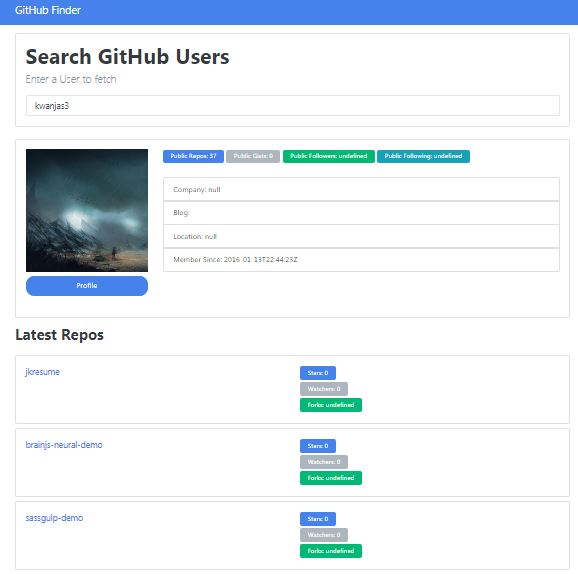 GitHub Finder
Search GitHub Users
Enter a User to fetch
kwanjas3
Public Repos: 37 Public Gists: 0 Public Followers: undefined Public Following: undefined
Company: null
Blog:
Location: null
Member Since: 2016-01-13T22:44:23Z
Profile
Latest Repos
jkresume
Stars: 0
Watchers: 0
Forks: undefined
brainjs-neural-demo
Stars: 0
Watchers: 0
Forks: undefined
sassgulp-demo
Stars: 0
Watchers: 0
Forks: undefined